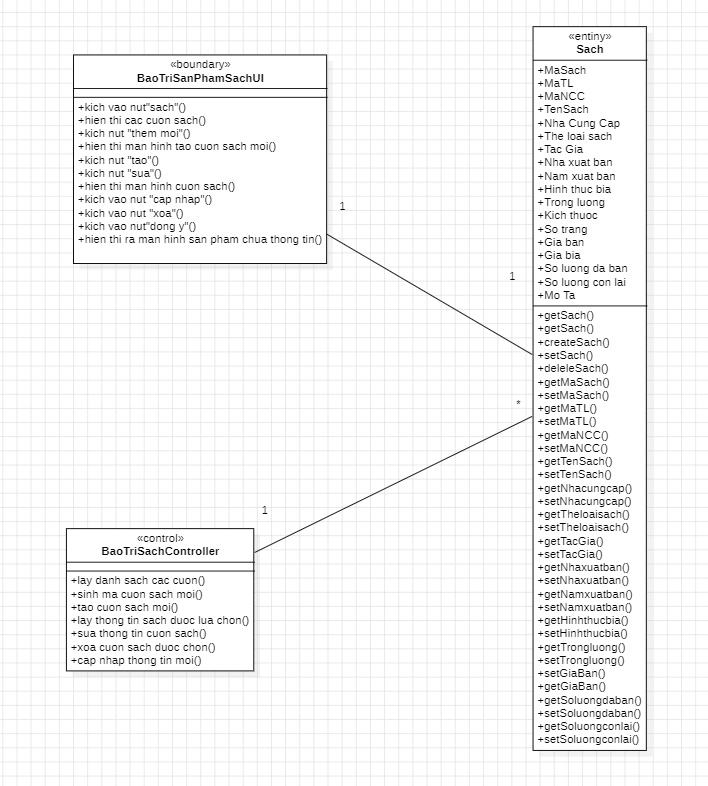 «boundary»
BaoTriSanPhamSachUI
+kich vao nut"sach"()
+hien thi cac cuon sach()
+kich nut "them moi"()
+hien thi man hinh tao cuon sach moi()
+kich nut "tao"()
+kich nut "sua"()
+hien thi man hinh cuon sach()
+kich vao nut "cap nhap"()
+kich vao nut "xoa"()
+kich vao nut"dong y"()
+hien thi ra man hinh san pham chua thong tin()
1
1
«entiny»
Sach
+MaSach
+MaTL
+MaNCC
+TenSach
+Nha Cung Cap
+The loai sach
+Tac Gia
+Nha xuat ban
+Nam xuat ban
+Hinh thuc bia
+Trong luong
+Kich thuoc
+So trang
+Gia ban
+Gia bia
+So luong da ban
+So luong con lai
+Mo Ta
+getSach()
+getSach()
+createSach()
+setSach()
+deleleSach()
+getMaSach()
+setMaSach()
+getMaTL()
+setMaTL()
+getMaNCC()
+setMaNCC()
+getTenSach()
+setTenSach()
+getNhacungcap()
+setNhacungcap()
+getTheloaisach()
+setTheloaisach()
+getTacGia()
+setTacGia()
+getNhaxuatban()
+setNhaxuatban()
+getNamxuatban()
+setNamxuatban()
+getHinhthucbia()
+setHinhthucbia()
+getTrongluong()
+setTrongluong()
+setGiaBan()
+getGiaBan()
+getSoluongdaban()
+setSoluongdaban()
+getSoluongconlai()
+setSoluongconlai()
*
1
«control»
BaoTriSachController
+lay danh sach cac cuon()
+sinh ma cuon sach moi()
+tao cuon sach moi()
+lay thong tin sach duoc lua chon()
+sua thong tin cuon sach()
+xoa cuon sach duoc chon()
+cap nhap thong tin moi()